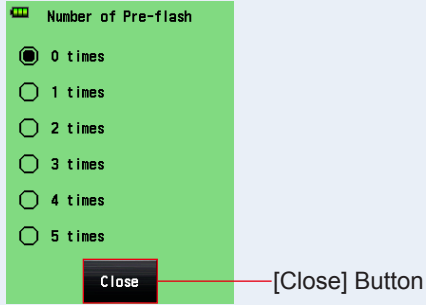 Number of Pre-flash
0 times
1 times
2 times
3 times
4 times
5 times
Close
[Close] Button